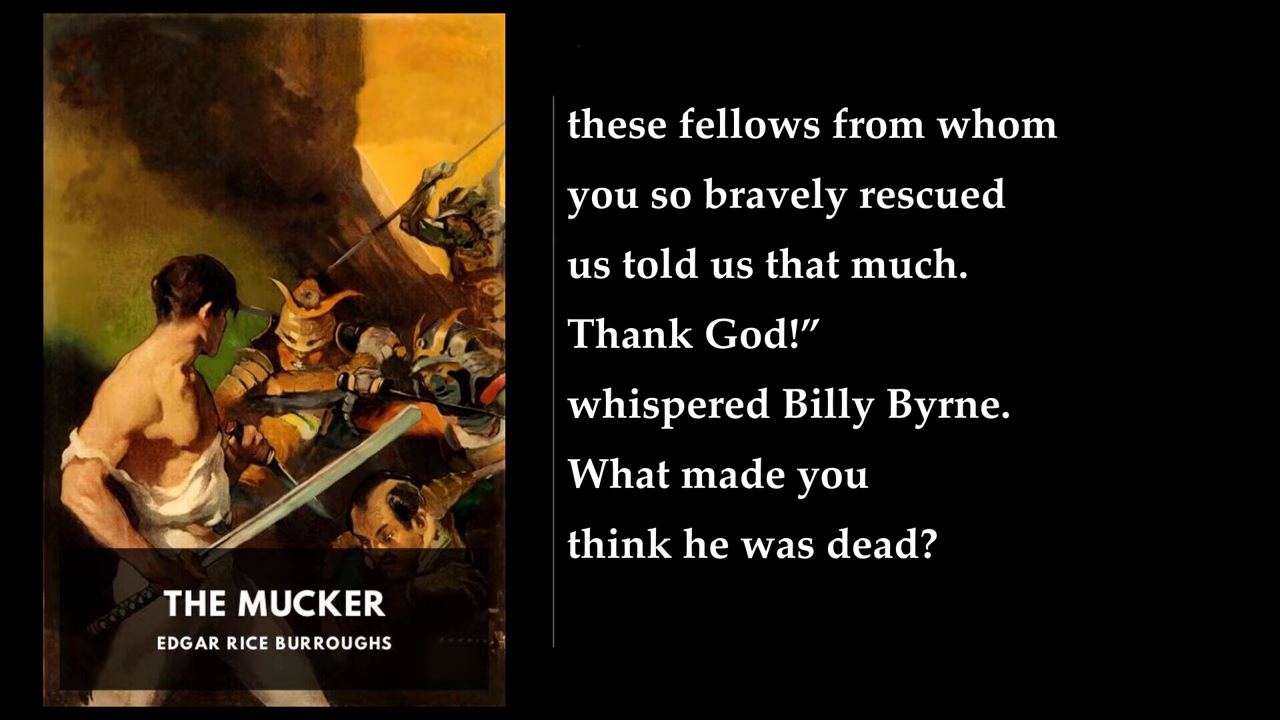 THE MUCKER
EDGAR RICE BURROUGHS
these fellows from whom
you so bravely rescued
us told us that much.
Thank God!”
whispered Billy Byrne.
What made you
think he was dead?